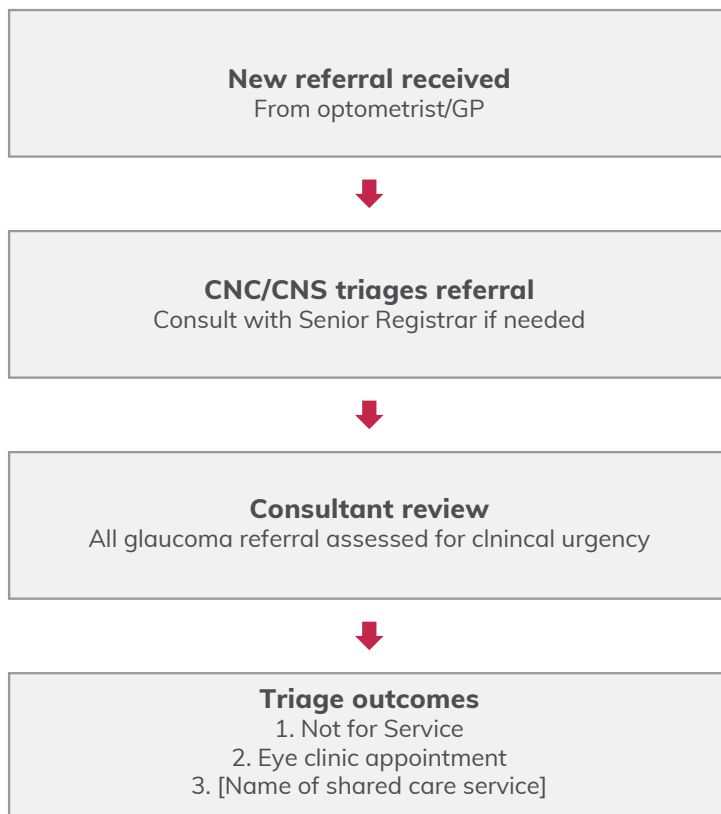 New referral received
From optometrist/GP
CNC/CNS triages referral
Consult with Senior Registrar if needed
Consultant review
All glaucoma referral assessed for clnincal urgency
Triage outcomes
1. Not for Service
2. Eye clinic appointment
3. [Name of shared care service]